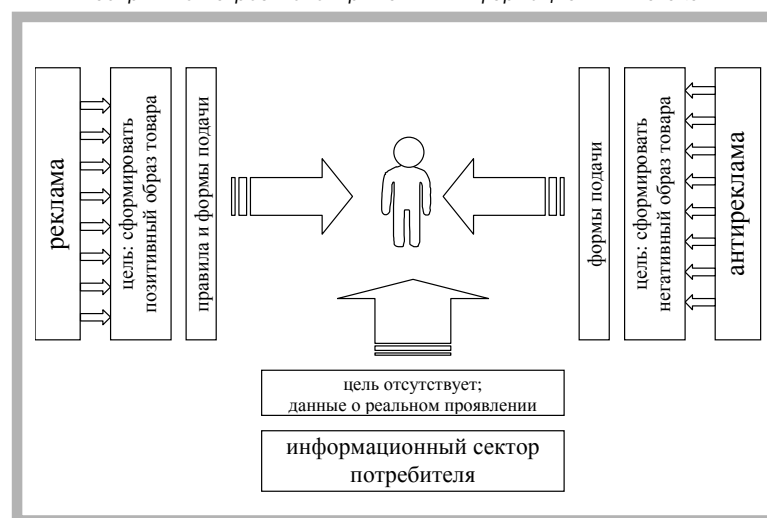 реклама
цель: сформировать
позитивный образ товара
правила и формы подачи
формы подачи
цель: сформировать
негативный образ товара
антиреклама
цель отсутствует;
данные о реальном проявлении
информационный сектор
потребителя